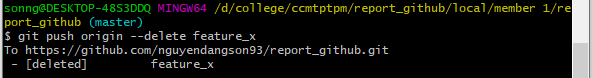 sonng@DESKTOP-48S3DDQ MINGW64 /d/college/ccmtptpm/report_github/local/member 1/re
port_github (master)
$ git push origin --delete feature_x
To https://github.com/nguyendangson93/report_github.git
 - [deleted]         feature_x